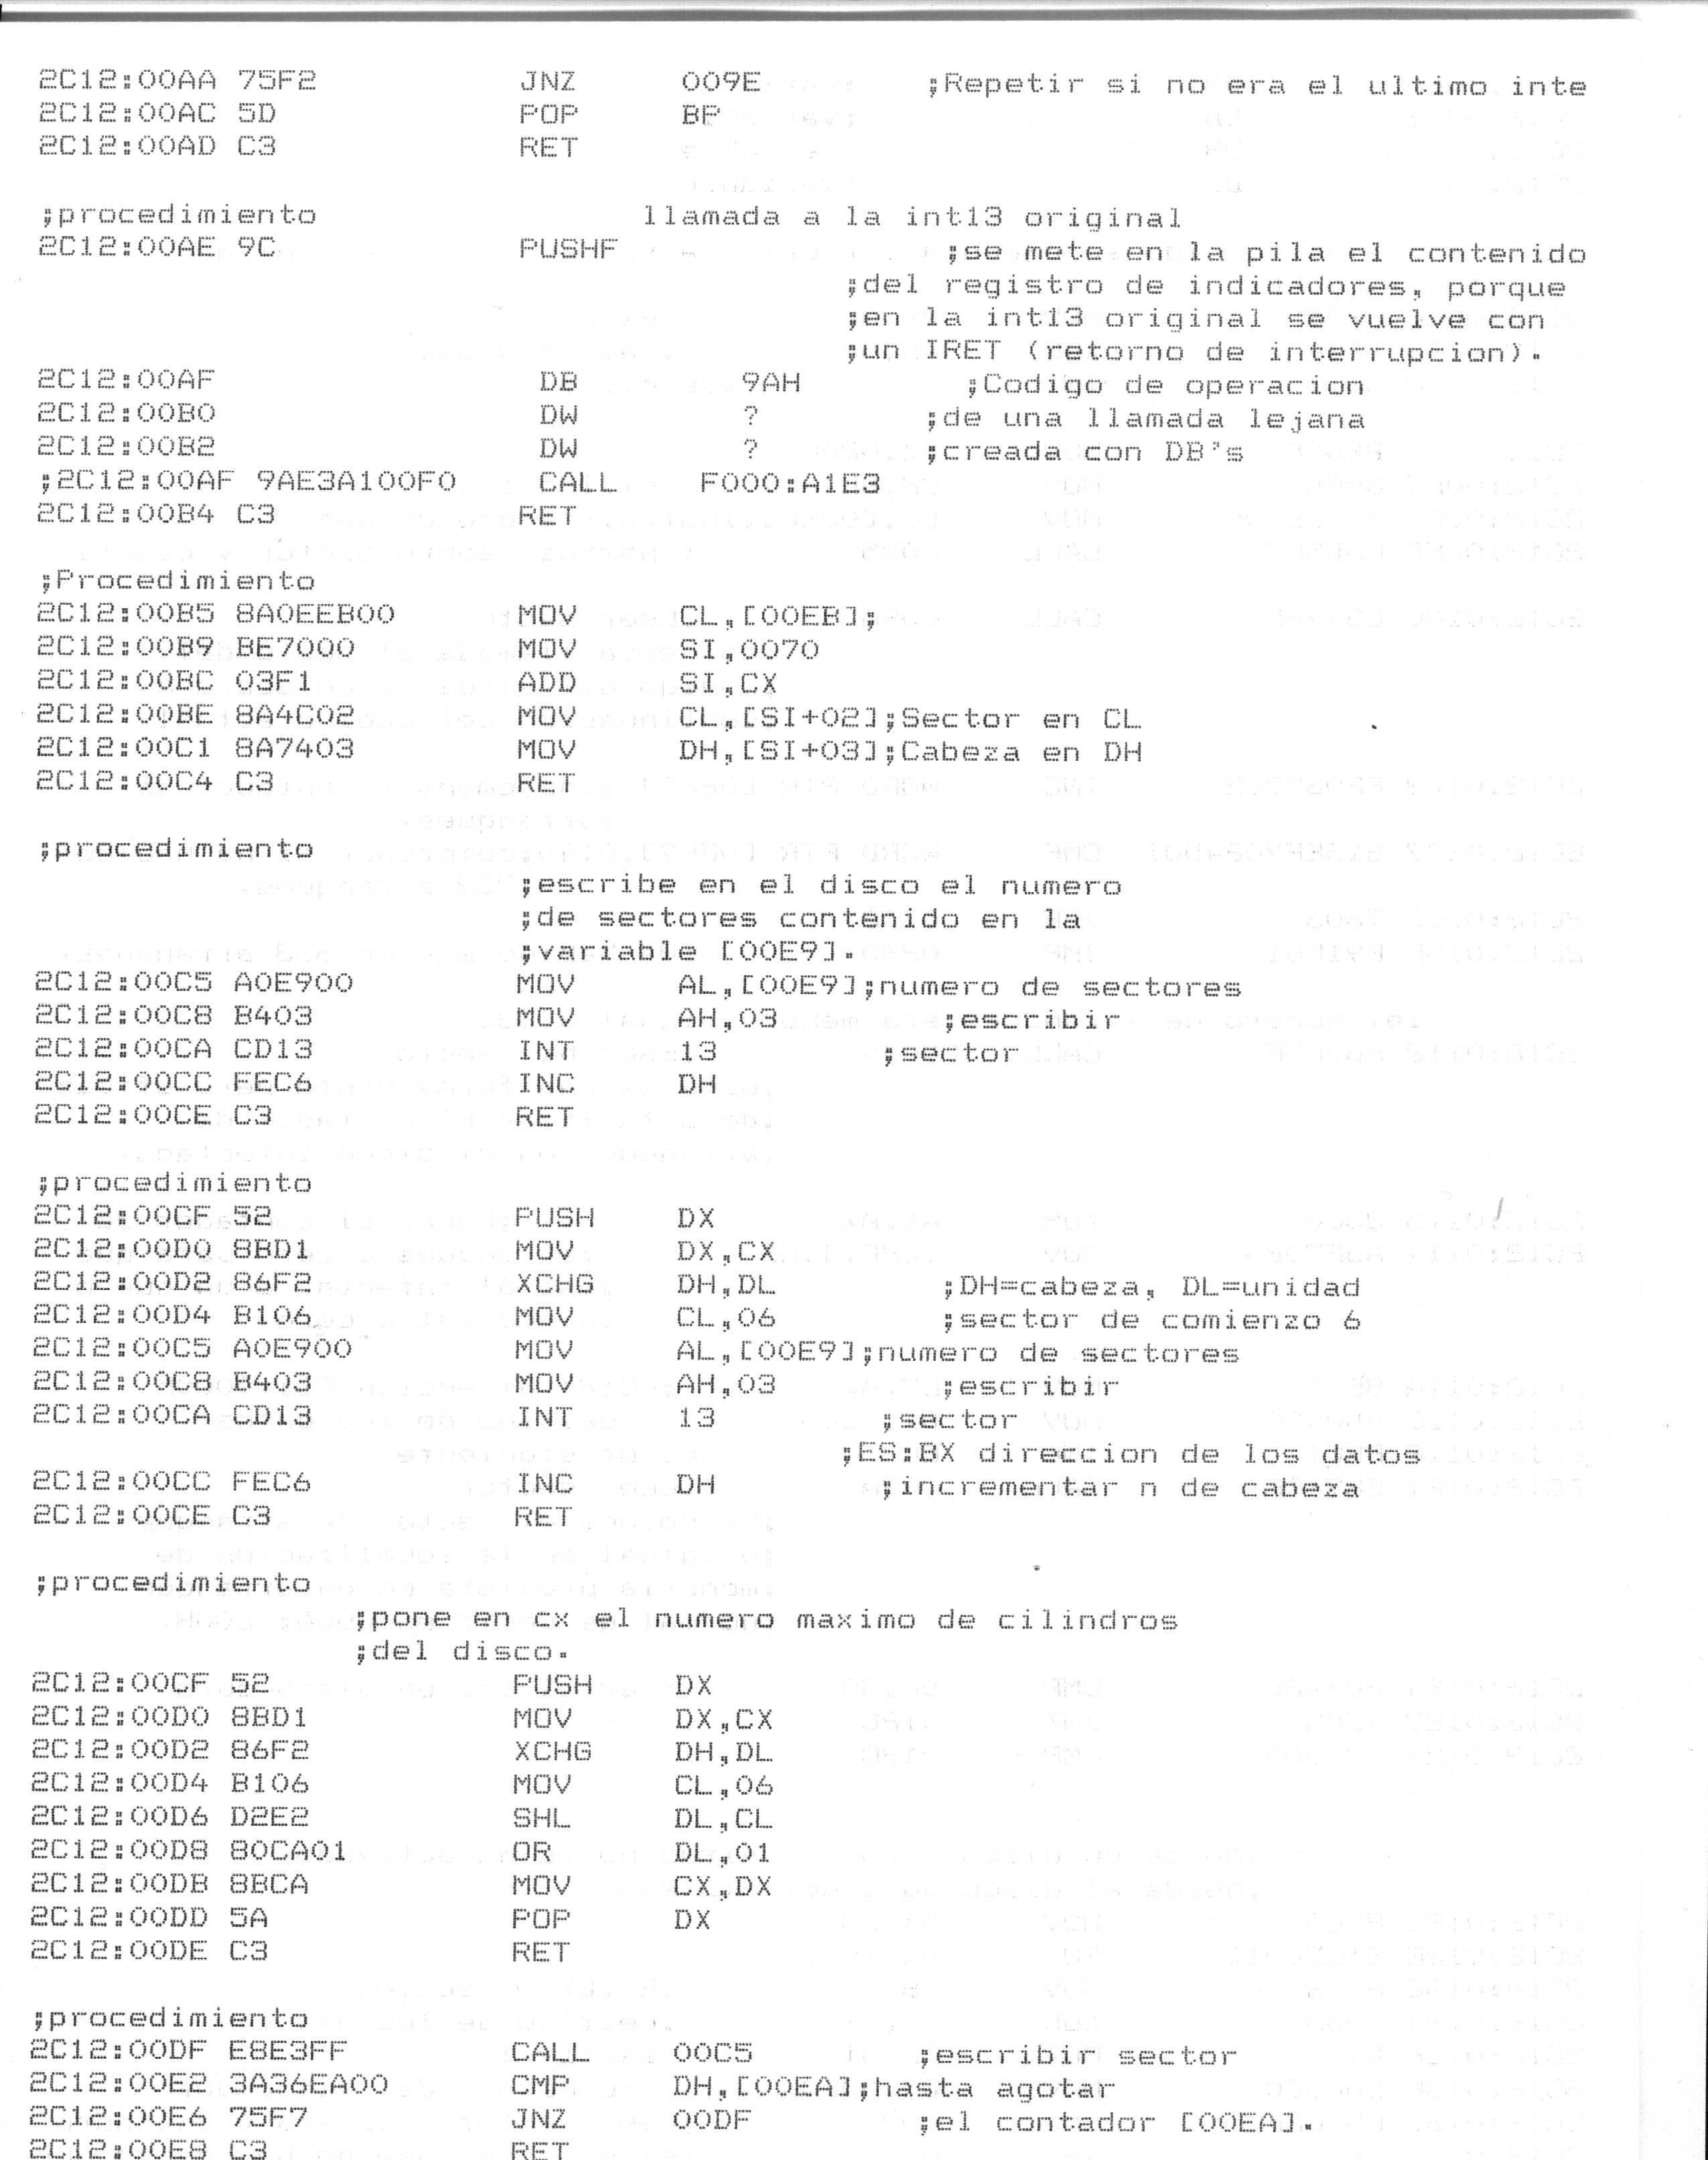 2C12:00AA 75F2 JNZ 009E ;Repetir si no era el ultimo inte
2C12:00AC 5D POP BP
2C12:00AD C3 RET
;procedimiento llamada a la int13 original
2C12:00AE 9C PUSHF ;se mete en la pila el contenido
;del registro de indicadores, porque
;en la int13 original se vuelve con
;un IRET (retorno de interrupcion).
2C12:00AF DB 9AH ;Codigo de operacion
2C12:00B0 DW ? ;de una llamada lejana
2C12:00B2 DW ? ;creada con DB's
;2C12:00AF 9AE3A100F0 CALL F000:A1E3
2C12:00B4 C3 RET
;Procedimiento
2C12:00B5 8A0EEB00 MOV CL,[00EB];
2C12:00B9 BE7000 MOV SI,0070
2C12:00BC 03F1 ADD SI,CX
2C12:00BE 8A4C02 MOV CL,[SI+02];Sector en CL
2C12:00C1 8A7403 MOV DH,[SI+03];Cabeza en DH
2C12:00C4 C3 RET
;procedimiento
;escribe en el disco el numero
;de sectores contenido en la
;variable [00E9].
2C12:00C5 A0E900 MOV AL,[00E9];numero de sectores
2C12:00C8 B403 MOV AH,03 ;escribir
2C12:00CA CD13 INT 13 ;sector
2C12:00CC FEC6 INC DH
2C12:00CE C3 RET
;procedimiento
2C12:00CF 52 PUSH DX
2C12:00D0 8BD1 MOV DX,CX
2C12:00D2 86F2 XCHG DH,DL ;DH=cabeza, DL=unidad
2C12:00D4 B106 MOV CL,06 ;sector de comienzo 6
2C12:00C5 A0E900 MOV AL,[00E9];numero de sectores
2C12:00C8 B403 MOV AH,03 ;escribir
2C12:00CA CD13 INT 13 ;sector
;ES:BX direccion de los datos
2C12:00CC FEC6 INC DH ;incrementar n de cabeza
2C12:00CE C3 RET
;procedimiento
;pone en cx el numero maximo de cilindros
;del disco.
2C12:00CF 52 PUSH DX
2C12:00D0 8BD1 MOV DX,CX
2C12:00D2 86F2 XCHG DH,DL
2C12:00D4 B106 MOV CL,06
2C12:00D6 D2E2 SHL DL,CL
2C12:00D8 80CA01 OR DL,01
2C12:00DB 8BCA MOV CX,DX
2C12:00DD 5A POP DX
2C12:00DE C3 RET
;procedimiento
2C12:00DF E8E3FF CALL 00C5 ;escribir sector
2C12:00E2 3A36EA00 CMP DH,[00EA];hasta agotar
2C12:00E6 75F7 JNZ 00DF ;el contador [00EA].
2C12:00E8 C3 RET